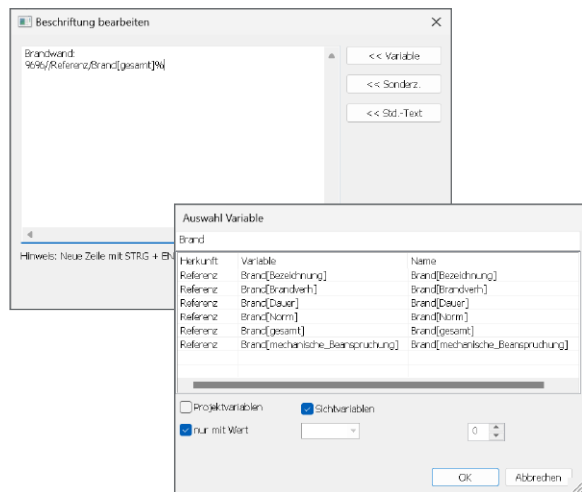 Beschriftung bearbeiten
Brandwand:
%%//Referenz/Brand[gesamt]%
<< Variable
<< Sonderz.
<< Std.-Text
Hinweis: Neue Zeile mit STRG + EN
Auswahl Variable
Brand
Herkunft Variable Name
Referenz Brand[Bezeichnung] Brand[Bezeichnung]
Referenz Brand[Brandverh] Brand[Brandverh]
Referenz Brand[Dauer] Brand[Dauer]
Referenz Brand[Norm] Brand[Norm]
Referenz Brand[gesamt] Brand[gesamt]
Referenz Brand[mechanische_Beanspruchung] Brand[mechanische_Beanspruchung]
Projektvariablen
Sichtvariablen
nur mit Wert
0
OK
Abbrechen